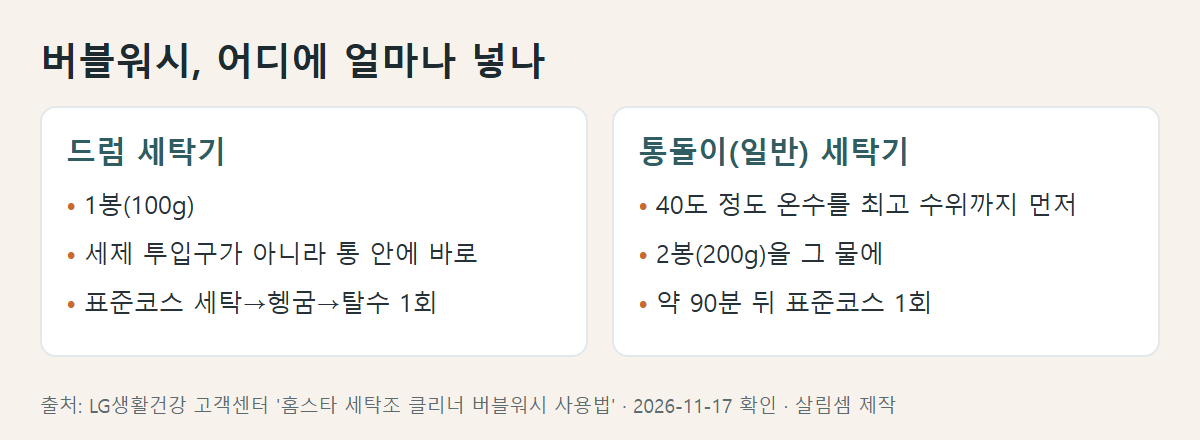 버블워시, 어디에 얼마나 넣나
드럼 세탁기
• 1봉(100g)
• 세제 투입구가 아니라 통 안에 바로
• 표준코스 세탁→헹굼→탈수 1회
통돌이(일반) 세탁기
• 40도 정도 온수를 최고 수위까지 먼저
• 2봉(200g)을 그 물에
• 약 90분 뒤 표준코스 1회
출처: LG생활건강 고객센터 '홈스타 세탁조 클리너 버블워시 사용법' · 2026-11-17 확인 · 살림셈 제작